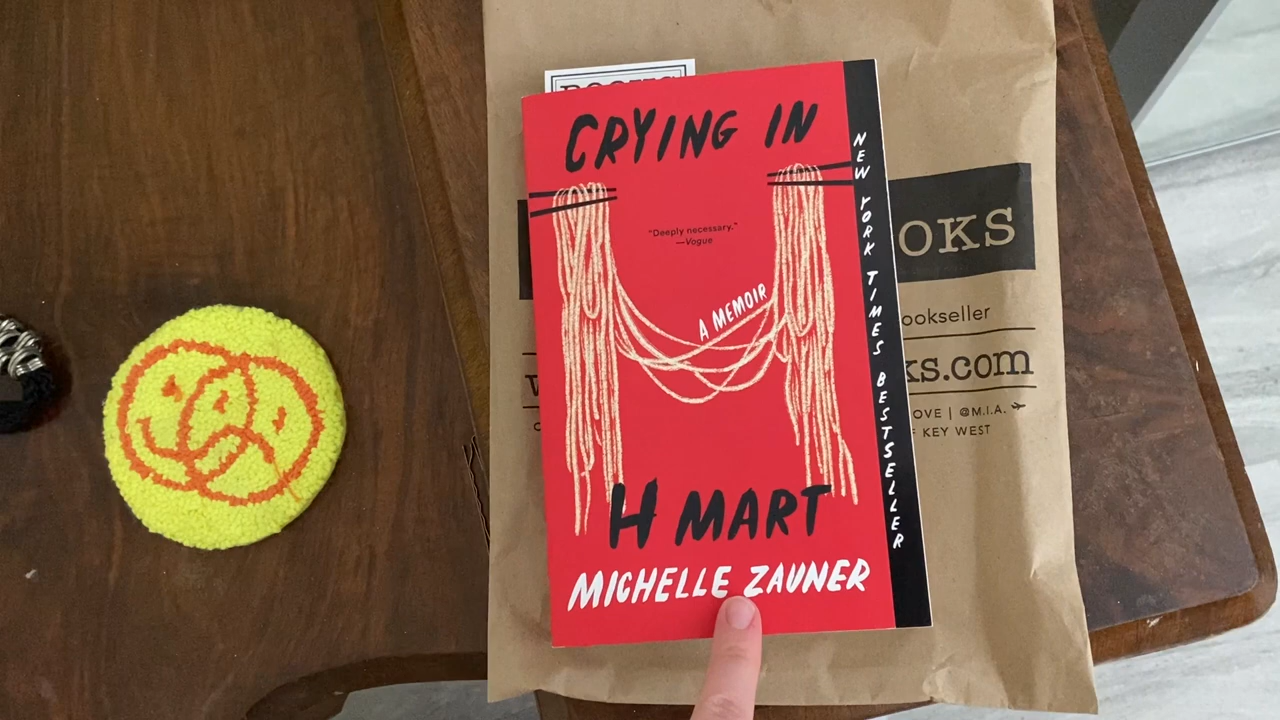 BOOKS
CRYING IN
"Deeply necessary."
—Vogue
A MEMOIR
H MART
MICHELLE ZAUNER
NEW YORK TIMES BESTSELLER
OKS
ookseller
ks.com
OVE | @M.I.A.
KEY WEST